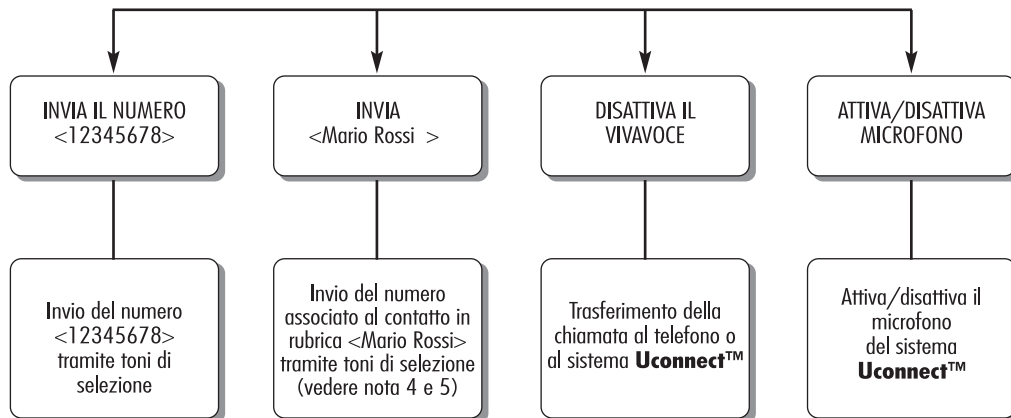 INVIA IL NUMERO
<12345678>
INVIA
<Mario Rossi >
DISATTIVA IL
VIVAVOCE
ATTIVA/DISATTIVA
MICROFONO
Invio del numero
<12345678>
tramite toni di
selezione
Invio del numero
associato al contatto in
rubrica <Mario Rossi>
tramite toni di selezione
(vedere nota 4 e 5)
Trasferimento della
chiamata al telefono o
al sistema Uconnect™
Attiva/disattiva il
microfono
del sistema
Uconnect™